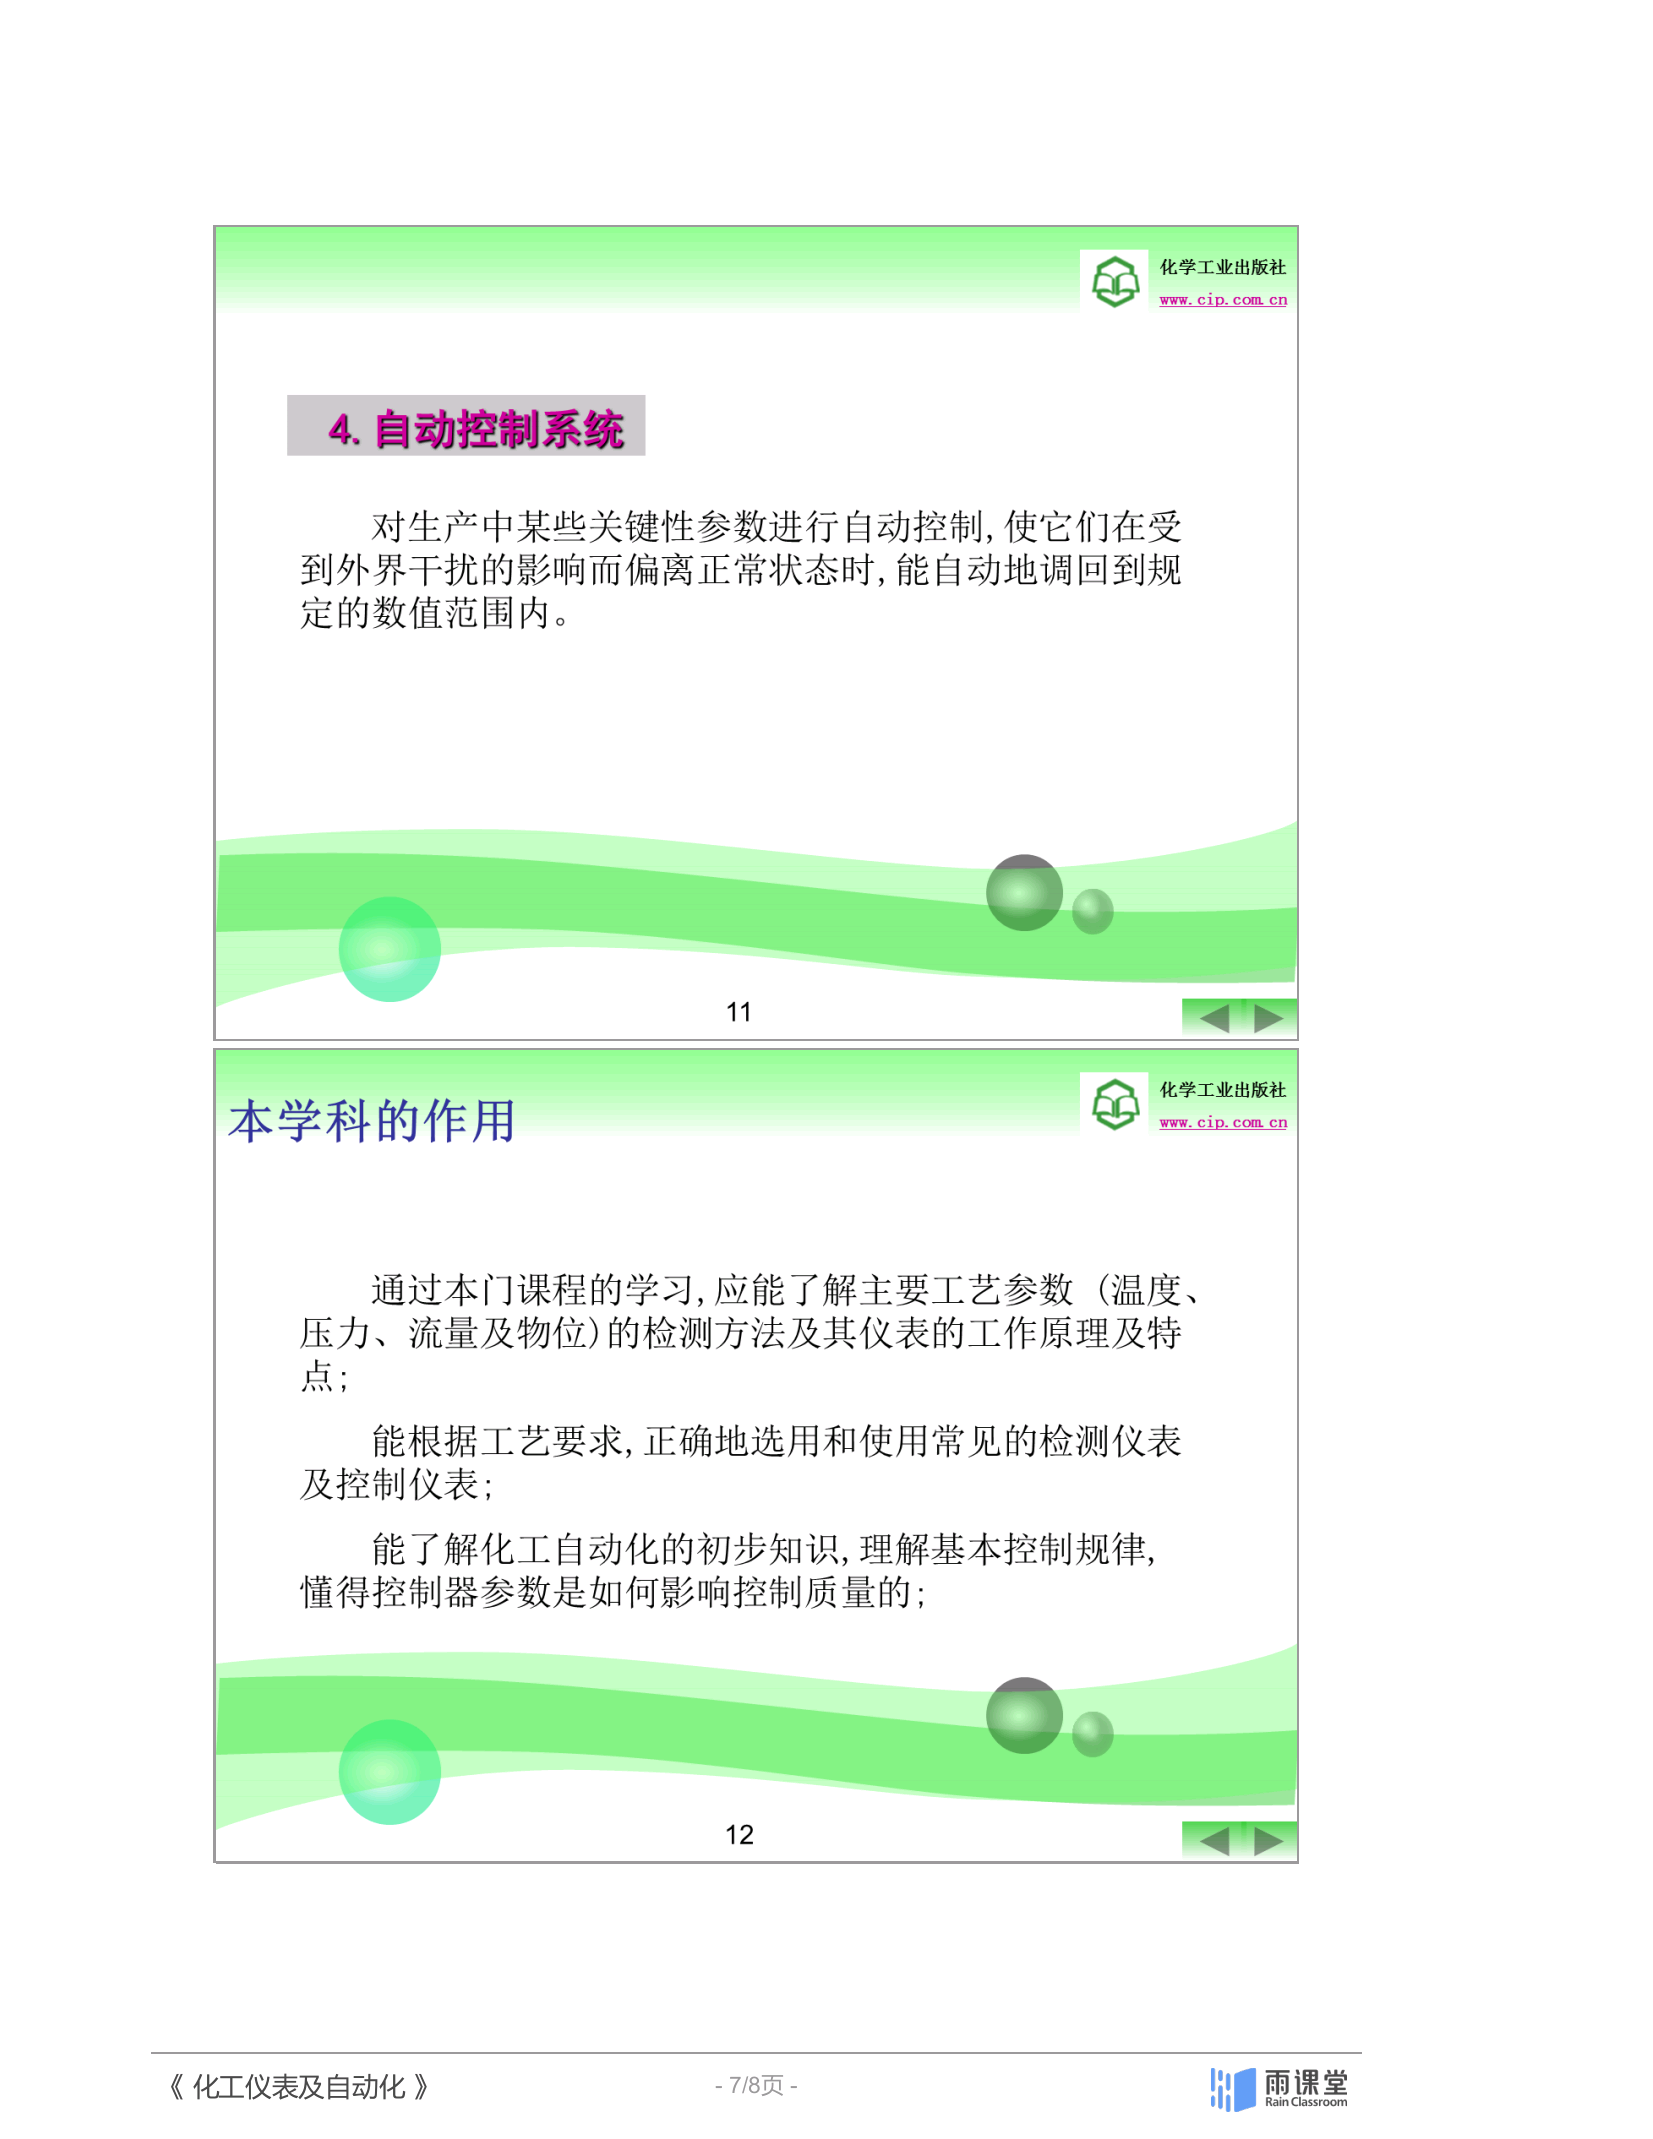 化学工业出版社
www.cip.com.cn
4.自动控制系统
对生产中某些关键性参数进行自动控制,使它们在受
到外界干扰的影响而偏离正常状态时,能自动地调回到规
定的数值范围内。
11
本学科的作用
化学工业出版社
www.cip.com.cn
通过本门课程的学习,应能了解主要工艺参数 (温度、
压力、流量及物位)的检测方法及其仪表的工作原理及特
点;
能根据工艺要求,正确地选用和使用常见的检测仪表
及控制仪表;
能了解化工自动化的初步知识,理解基本控制规律,
懂得控制器参数是如何影响控制质量的;
12
《 化工仪表及自动化 》
- 7/8页 -
雨课堂
Rain Classroom